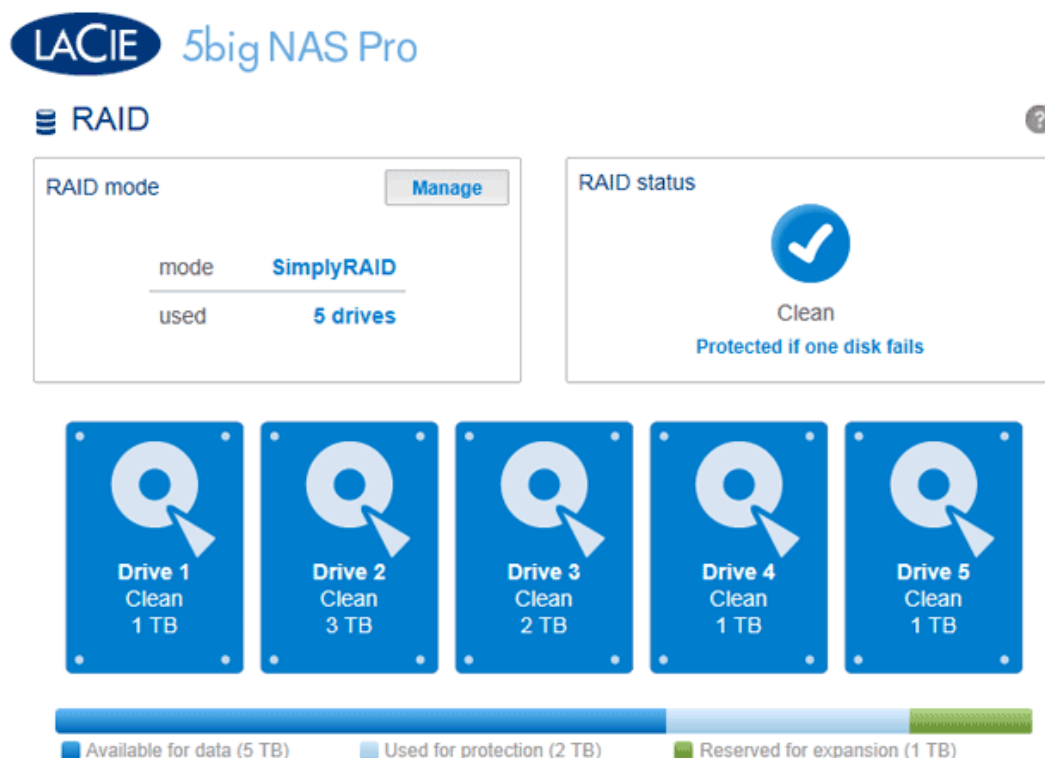 LACIE 5big NAS Pro
RAID
?
RAID mode
Manage
mode SimplyRAID
used 5 drives
RAID status
Clean
Protected if one disk fails
Drive 1
Clean
1 TB
Drive 2
Clean
3 TB
Drive 3
Clean
2 TB
Drive 4
Clean
1 TB
Drive 5
Clean
1 TB
Available for data (5 TB) Used for protection (2 TB) Reserved for expansion (1 TB)